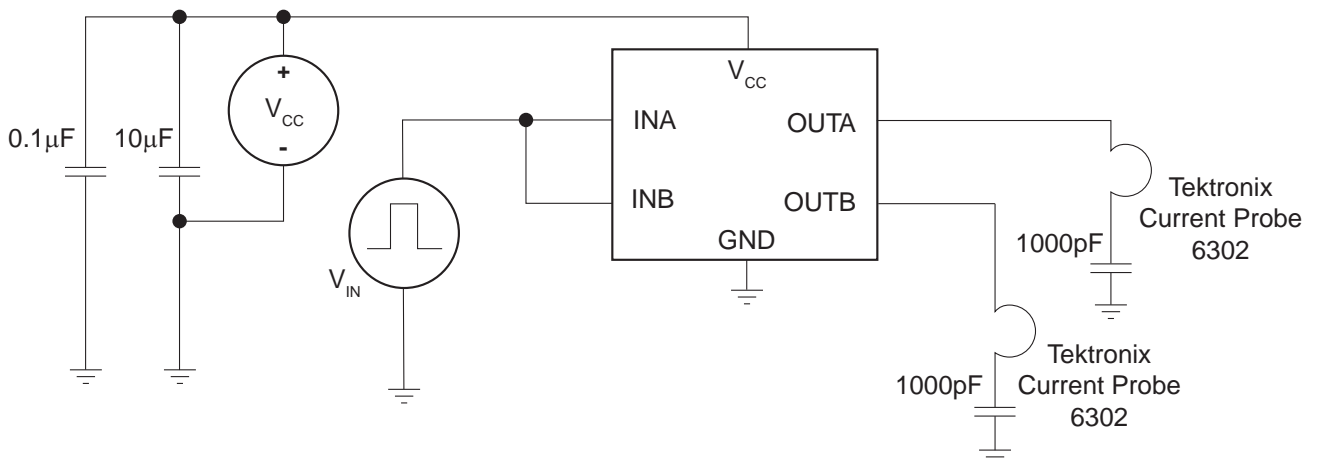 0.1μF
10μF
+
V_CC
-
V_IN
V_CC
INA
OUTA
INB
OUTB
GND
1000pF
Tektronix
Current Probe
6302
1000pF
Tektronix
Current Probe
6302